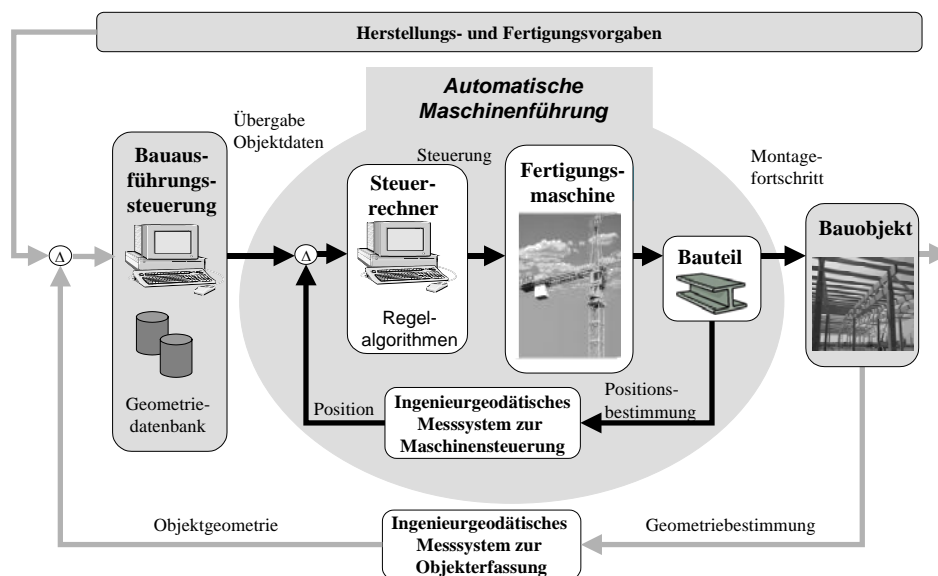 Herstellungs- und Fertigungsvorgaben
Automatische
Maschinenführung
Übergabe
Objektdaten
Bauaus-
führungs-
steuerung
Steuerung
Steuer-
rechner
Fertigungs-
maschine
Montage-
fortschritt
Bauobjekt
Bauteil
Δ
Δ
Regel-
algorithmen
Geometrie-
datenbank
Position
Ingenieurgeodätisches
Messsystem zur
Maschinensteuerung
Positions-
bestimmung
Objektgeometrie
Ingenieurgeodätisches
Messsystem zur
Objekterfassung
Geometriebestimmung